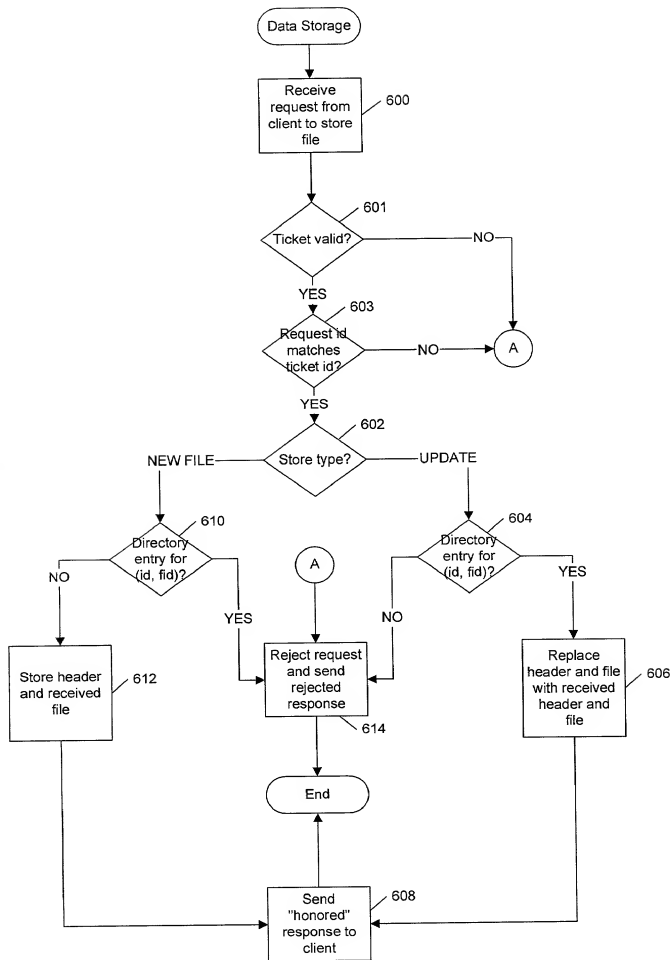 Data Storage
Receive
request from
client to store
file
600
601
Ticket valid?
NO
YES
603
Request id
matches
ticket id?
NO
A
YES
602
Store type?
NEW FILE
UPDATE
610
Directory
entry for
(id, fid)?
604
Directory
entry for
(id, fid)?
A
NO
YES
NO
YES
Store header
and received
file
612
Reject request
and send
rejected
response
614
Replace
header and file
with received
header and
file
606
End
Send
"honored"
response to
client
608